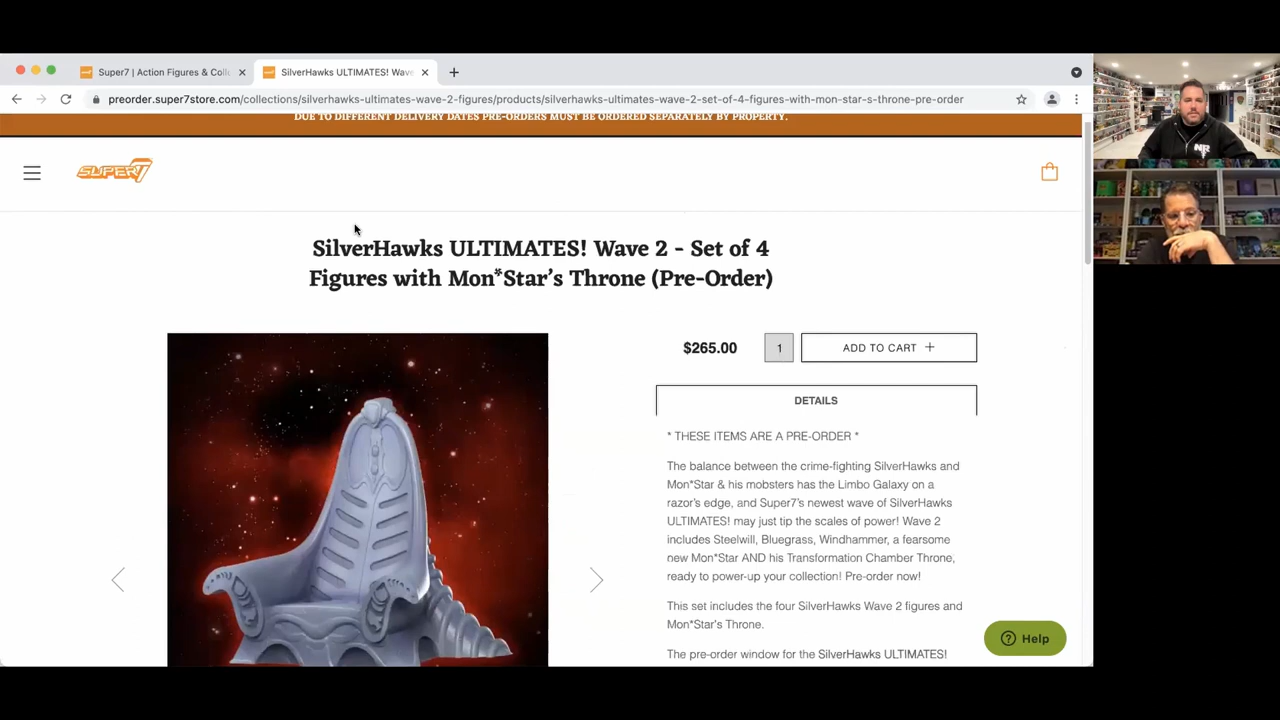 Super7 | Action Figures & Colle
SilverHawks ULTIMATES! Wave
preorder.super7store.com/collections/silverhawks-ultimates-wave-2-figures/products/silverhawks-ultimates-wave-2-set-of-4-figures-with-mon-star-s-throne-pre-order
DUE TO DIFFERENT DELIVERY DATES PRE-ORDERS MUST BE ORDERED SEPARATELY BY PROPERTY.
SUPER7
SilverHawks ULTIMATES! Wave 2 - Set of 4
Figures with Mon*Star's Throne (Pre-Order)
$265.00
1
ADD TO CART +
DETAILS
* THESE ITEMS ARE A PRE-ORDER *
The balance between the crime-fighting SilverHawks and
Mon*Star & his mobsters has the Limbo Galaxy on a
razor's edge, and Super7's newest wave of SilverHawks
ULTIMATES! may just tip the scales of power! Wave 2
includes Steelwill, Bluegrass, Windhammer, a fearsome
new Mon*Star AND his Transformation Chamber Throne,
ready to power-up your collection! Pre-order now!
This set includes the four SilverHawks Wave 2 figures and
Mon*Star's Throne.
The pre-order window for the SilverHawks ULTIMATES!
Help
NR